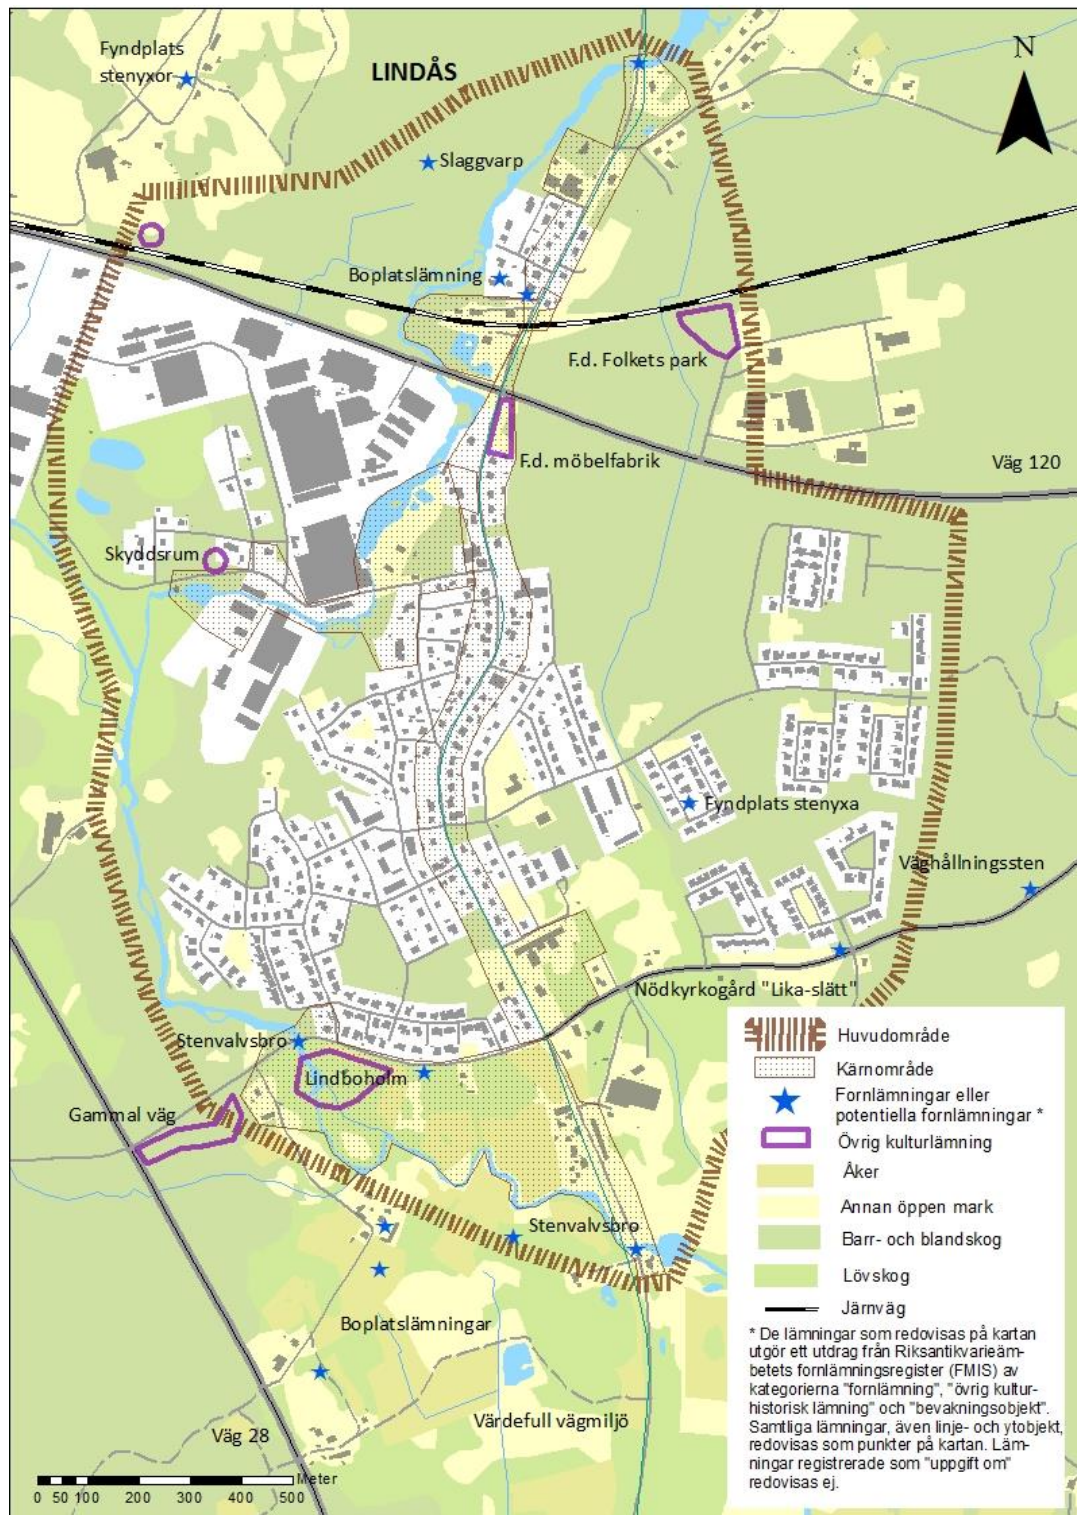 Fyndplats
stenyxor
LINDÅS
N
Slaggvarp
Boplatslämning
F.d. Folkets park
F.d. möbelfabrik
Väg 120
Skyddsrum
Fyndplats stenyxa
Väghållningssten
Nödkyrkogård "Lika-slätt"
Stenvalvsbro
Lindboholm
Gammal väg
Stenvalvsbro
Boplatslämningar
Värdefull vägmiljö
Väg 28
Meter
0 50 100 200 300 400 500
Huvudområde
Kärnområde
Fornlämningar eller
potentiella fornlämningar *
Övrig kulturlämning
Åker
Annan öppen mark
Barr- och blandskog
Lövskog
Järnväg
* De lämningar som redovisas på kartan
utgör ett utdrag från Riksantikvarieäm-
betets fornlämningsregister (FMIS) av
kategorierna "fornlämning", "övrig kultur-
historisk lämning" och "bevakningsobjekt".
Samtliga lämningar, även linje- och ytobjekt,
redovisas som punkter på kartan. Läm-
ningar registrerade som "uppgift om"
redovisas ej.